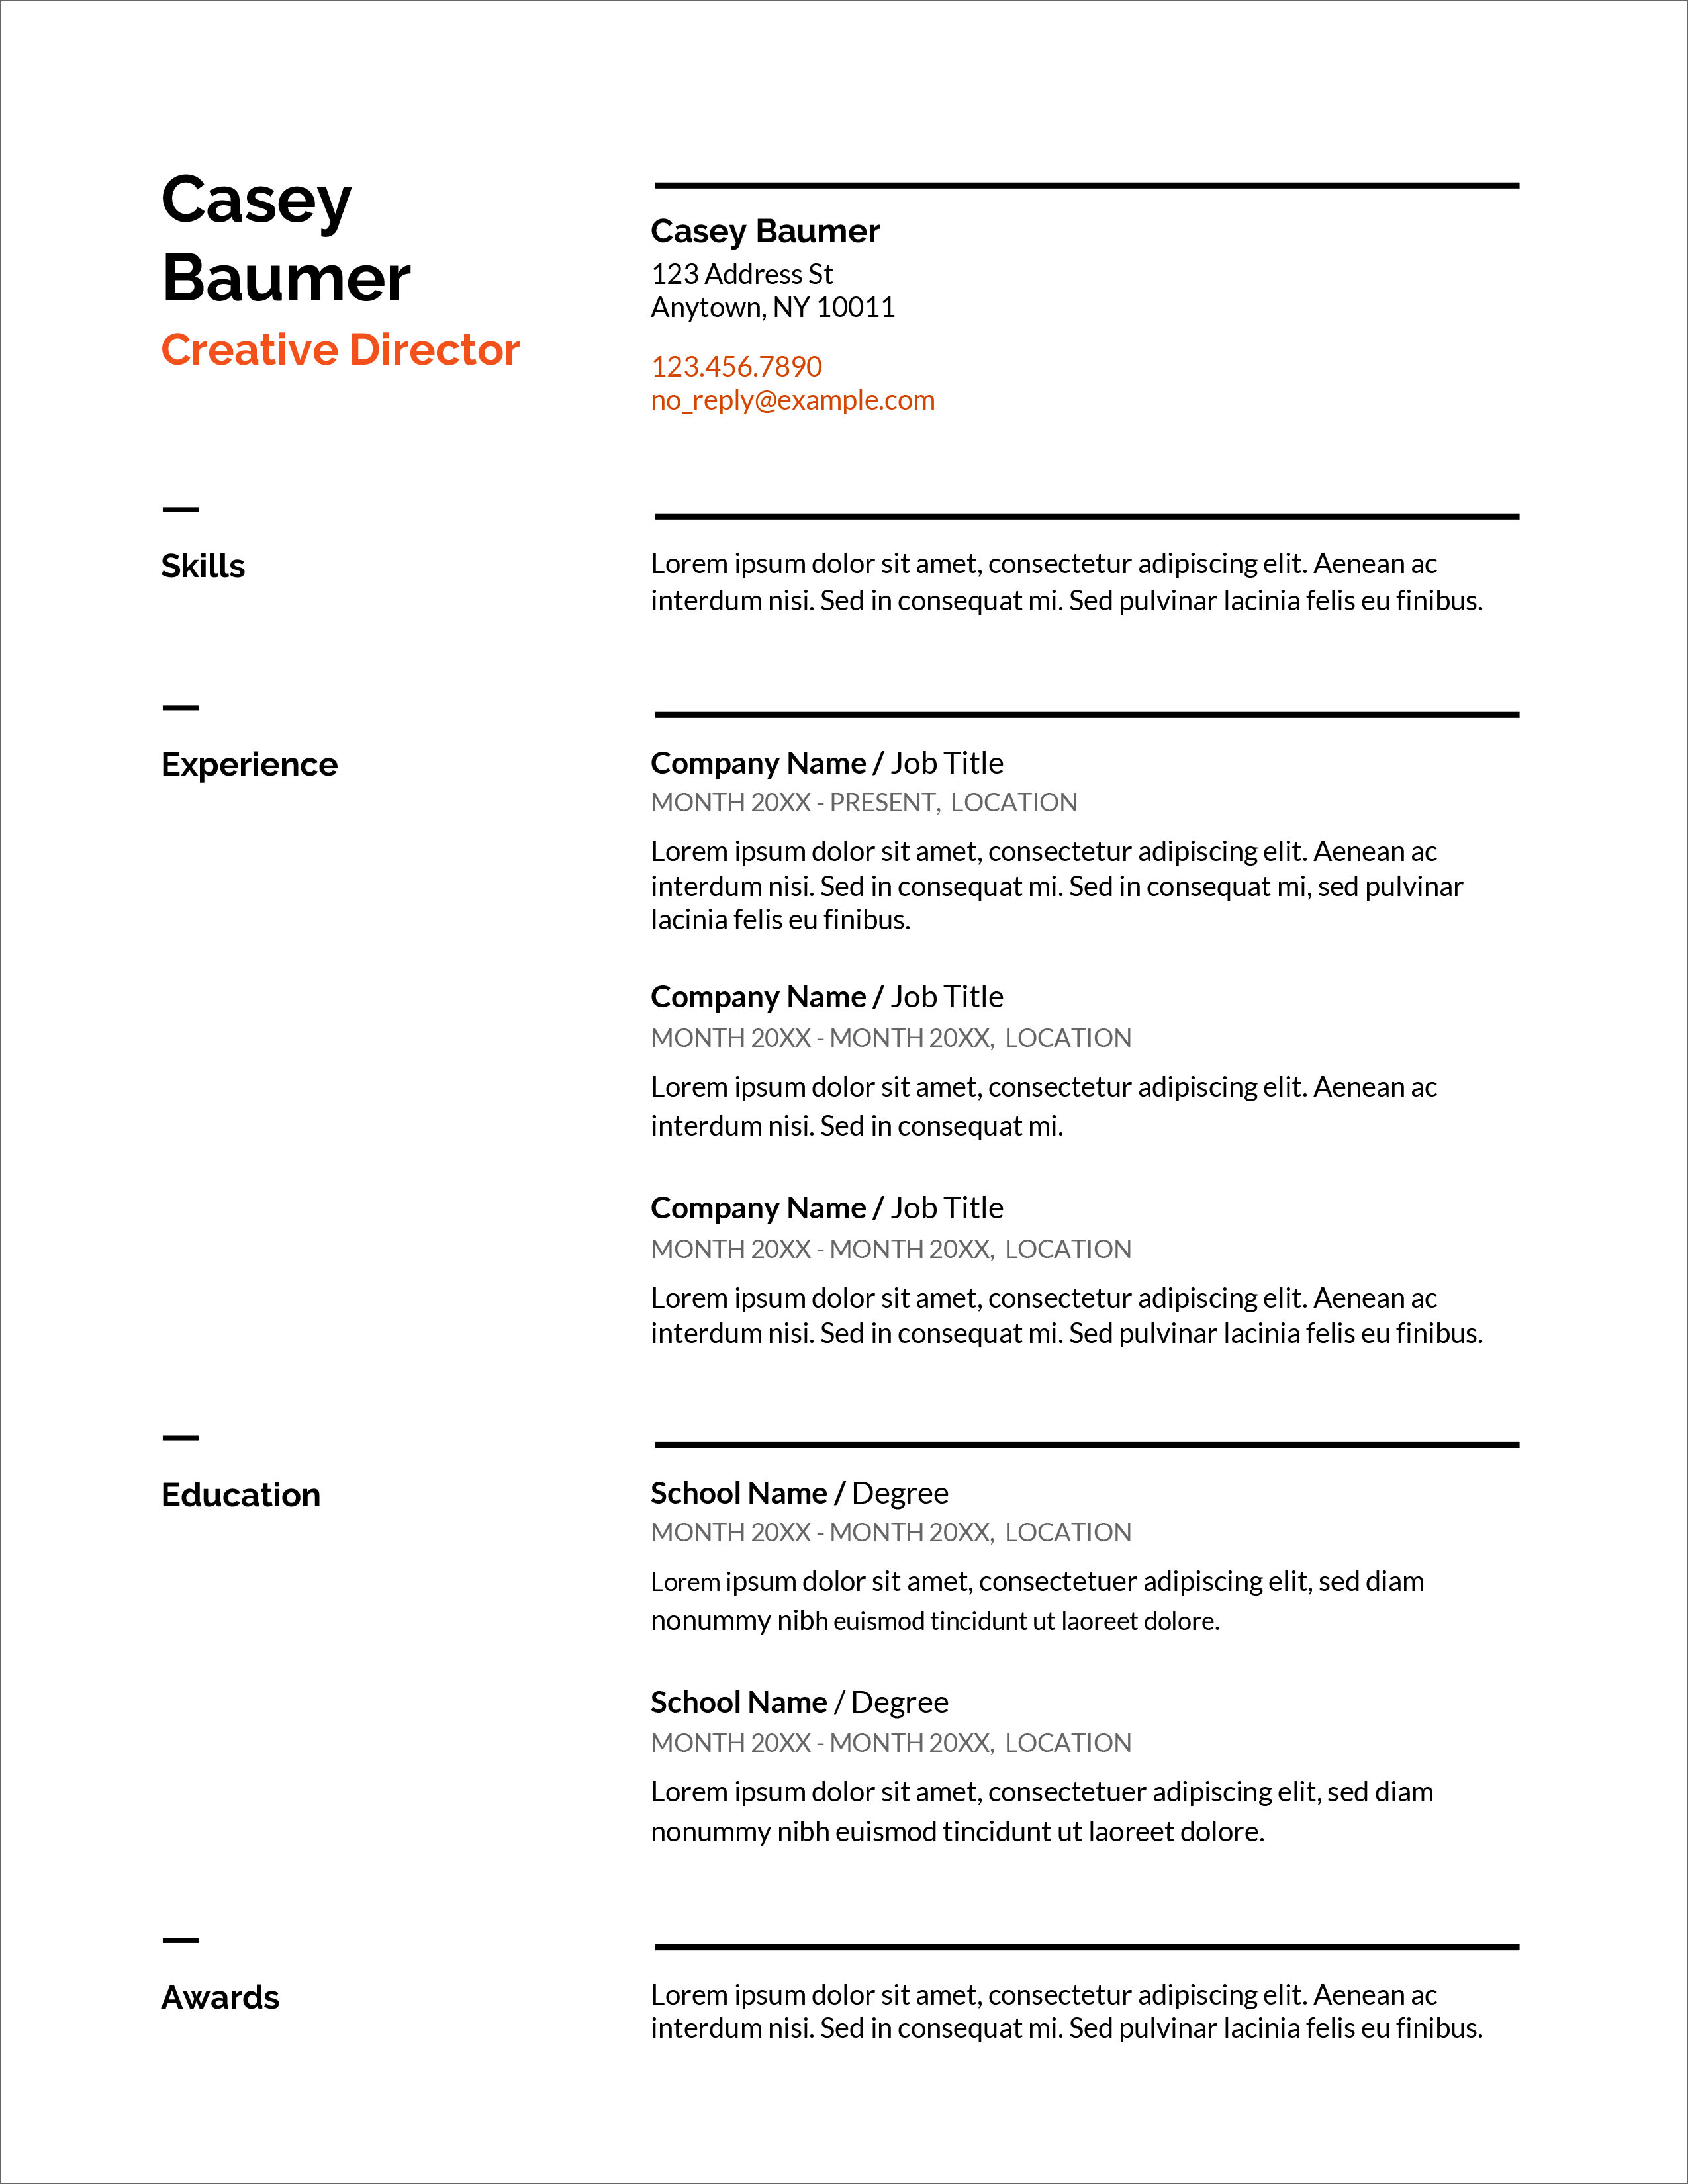 Casey
Baumer
Creative Director
Casey Baumer
123 Address St
Anytown, NY 10011
123.456.7890
no_reply@example.com
Skills
Lorem ipsum dolor sit amet, consectetur adipiscing elit. Aenean ac
interdum nisi. Sed in consequat mi. Sed pulvinar lacinia felis eu finibus.
Experience
Company Name / Job Title
MONTH 20XX - PRESENT, LOCATION
Lorem ipsum dolor sit amet, consectetur adipiscing elit. Aenean ac
interdum nisi. Sed in consequat mi. Sed in consequat mi, sed pulvinar
lacinia felis eu finibus.
Company Name / Job Title
MONTH 20XX - MONTH 20XX, LOCATION
Lorem ipsum dolor sit amet, consectetur adipiscing elit. Aenean ac
interdum nisi. Sed in consequat mi.
Company Name / Job Title
MONTH 20XX - MONTH 20XX, LOCATION
Lorem ipsum dolor sit amet, consectetur adipiscing elit. Aenean ac
interdum nisi. Sed in consequat mi. Sed pulvinar lacinia felis eu finibus.
Education
School Name / Degree
MONTH 20XX - MONTH 20XX, LOCATION
Lorem ipsum dolor sit amet, consectetuer adipiscing elit, sed diam
nonummy nibh euismod tincidunt ut laoreet dolore.
School Name / Degree
MONTH 20XX - MONTH 20XX, LOCATION
Lorem ipsum dolor sit amet, consectetuer adipiscing elit, sed diam
nonummy nibh euismod tincidunt ut laoreet dolore.
Awards
Lorem ipsum dolor sit amet, consectetur adipiscing elit. Aenean ac
interdum nisi. Sed in consequat mi. Sed pulvinar lacinia felis eu finibus.